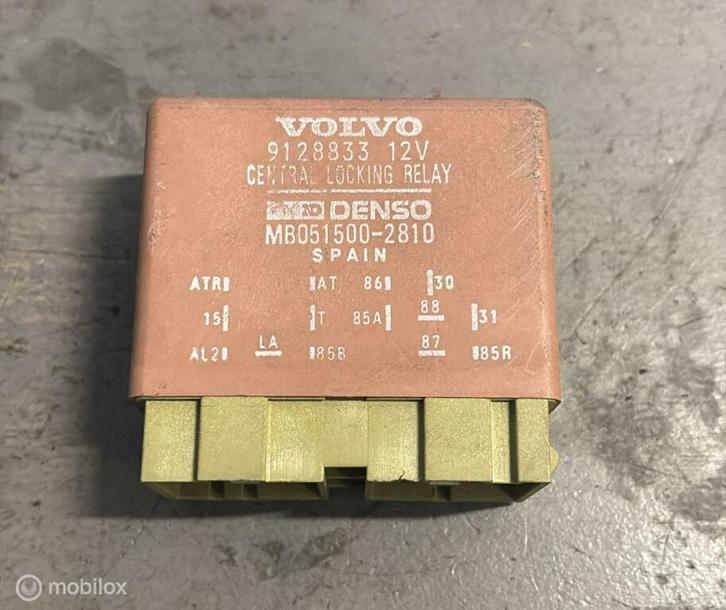 VOLVO
9128833 12V
CENTRAL LOCKING RELAY
DENSO
MB051500-2810
SPAIN
ATR AT 86 30
15 T 85A 88 31
AL2 LA 85B 87 85R
mobilox